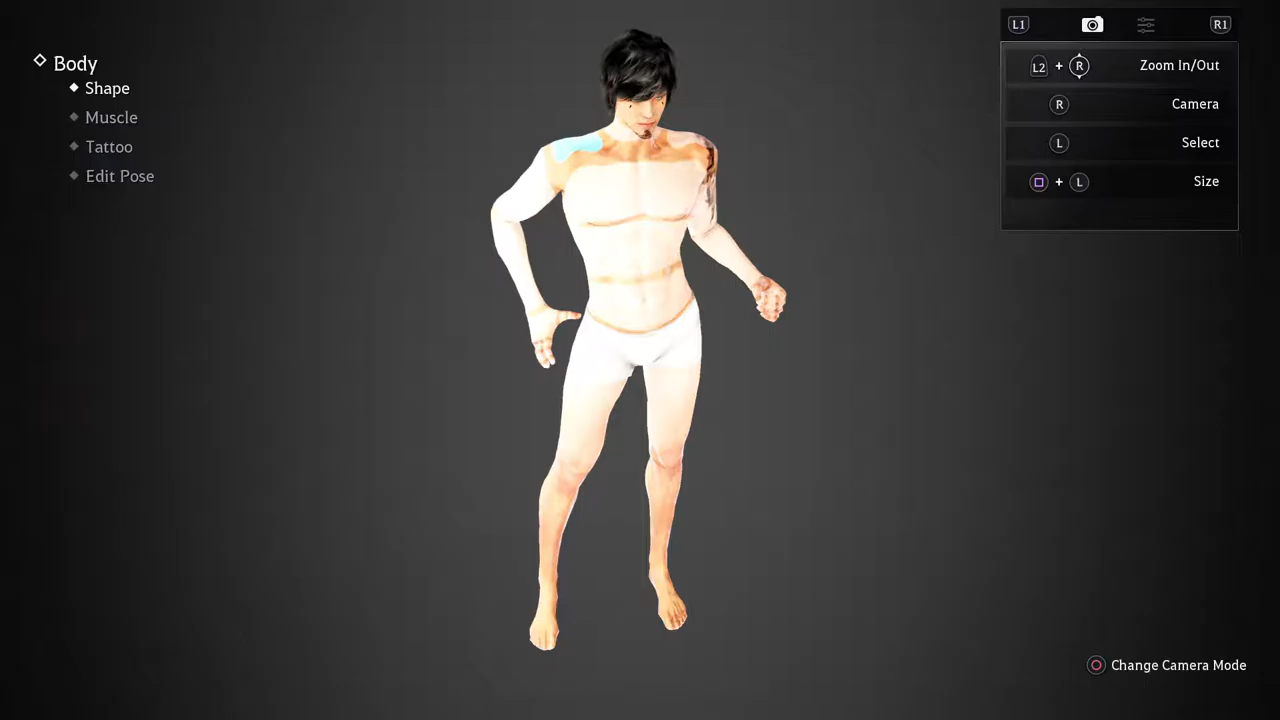 Body
Shape
Muscle
Tattoo
Edit Pose
L1
R1
L2 + R Zoom In/Out
R Camera
L Select
+ L Size
Change Camera Mode